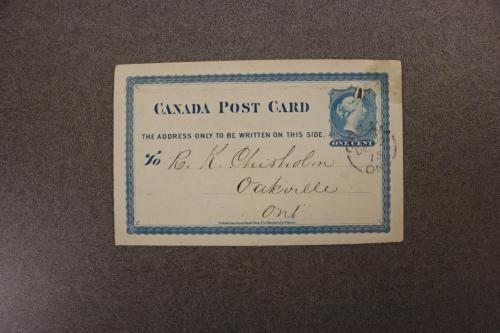 CANADA POST CARD
ONE CENT
THE ADDRESS ONLY TO BE WRITTEN ON THIS SIDE.
To R. K. Chisholm
Oakville
Ont